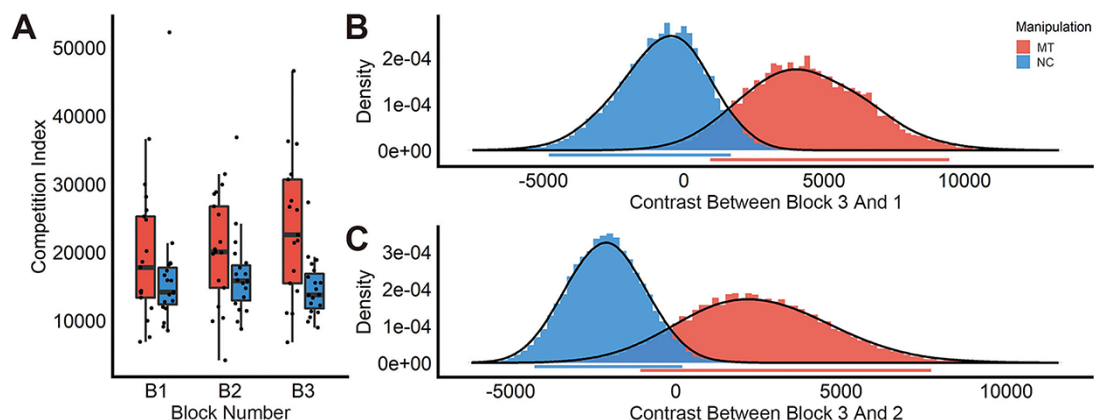 A
Competition Index
50000
40000
30000
20000
10000
B1 B2 B3
Block Number
B
Density
2e-04
1e-04
0e+00
-5000 0 5000 10000
Contrast Between Block 3 And 1
Manipulation
MT
NC
C
Density
3e-04
2e-04
1e-04
0e+00
-5000 0 5000 10000
Contrast Between Block 3 And 2